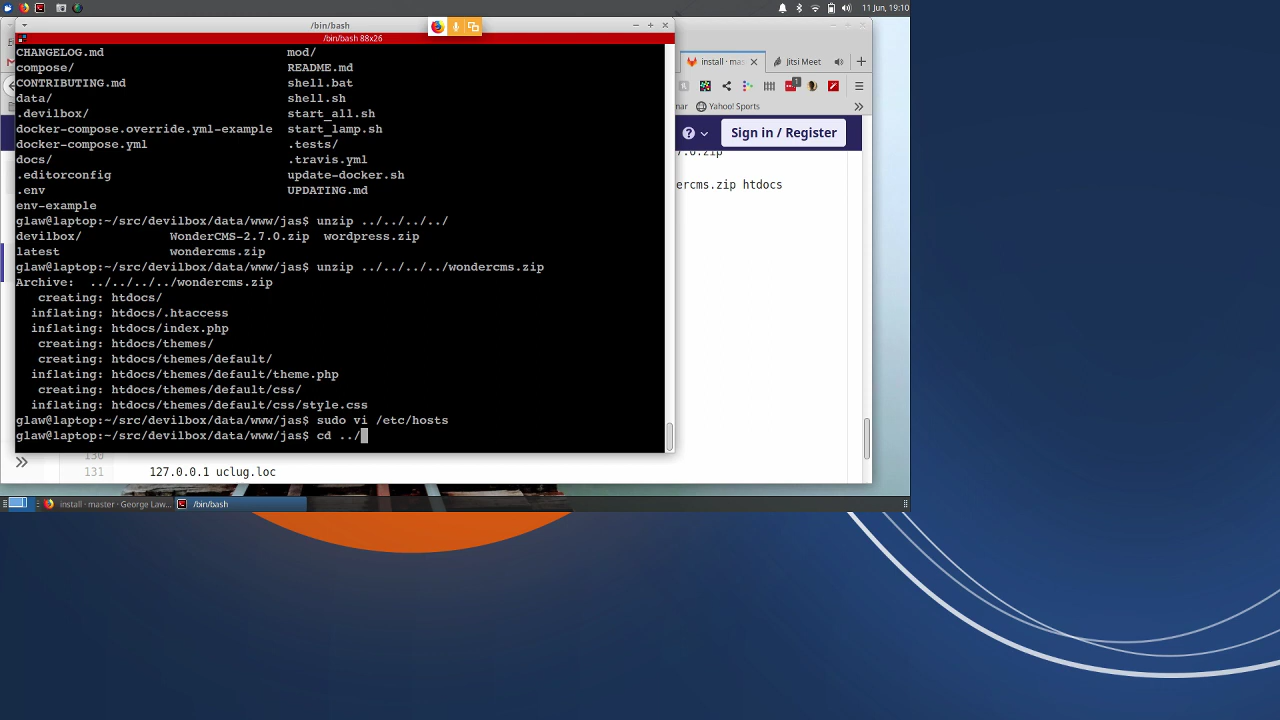 11 Jun, 19:10
/bin/bash
/bin/bash 88x26
CHANGELOG.md mod/
compose/ README.md
CONTRIBUTING.md shell.bat
data/ shell.sh
.devilbox/ start_all.sh
docker-compose.override.yml-example start_lamp.sh
docker-compose.yml .tests/
docs/ .travis.yml
.editorconfig update-docker.sh
.env UPDATING.md
env-example
glaw@laptop:~/src/devilbox/data/www/jas$ unzip ../../../../
devilbox/ WonderCMS-2.7.0.zip wordpress.zip
latest wondercms.zip
glaw@laptop:~/src/devilbox/data/www/jas$ unzip ../../../../wondercms.zip
Archive: ../../../../wondercms.zip
creating: htdocs/
inflating: htdocs/.htaccess
inflating: htdocs/index.php
creating: htdocs/themes/
creating: htdocs/themes/default/
inflating: htdocs/themes/default/theme.php
creating: htdocs/themes/default/css/
inflating: htdocs/themes/default/css/style.css
glaw@laptop:~/src/devilbox/data/www/jas$ sudo vi /etc/hosts
glaw@laptop:~/src/devilbox/data/www/jas$ cd ../
install · mas
Jitsi Meet
1
nar Yahoo! Sports
Sign in / Register
ercms.zip htdocs
130
131 127.0.0.1 uclug.loc
install · master · George Law... /bin/bash